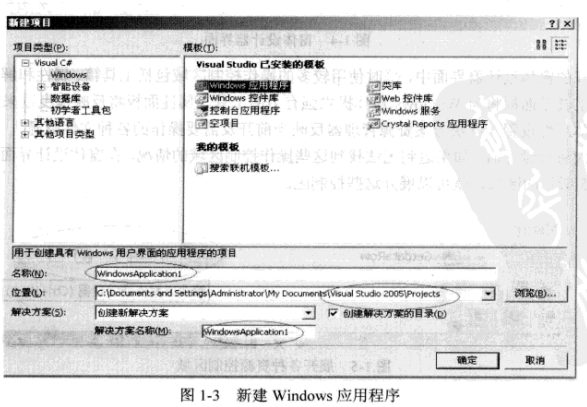 新建项目
项目类型(P):
模板(T):
Visual C#
Windows
智能设备
数据库
初学者工具包
其他语言
其他项目类型
Visual Studio 已安装的模板
Windows 应用程序
类库
Windows 控件库
Web 控件库
控制台应用程序
Windows 服务
空项目
Crystal Reports 应用程序
我的模板
搜索联机模板...
用于创建具有 Windows 用户界面的应用程序的项目
名称(N):
WindowsApplication1
位置(L):
C:\Documents and Settings\Administrator\My Documents\Visual Studio 2005\Projects
浏览(B)...
解决方案(S):
创建新解决方案
创建解决方案的目录(D)
解决方案名称(M):
WindowsApplication1
确定
取消
图 1-3 新建 Windows 应用程序